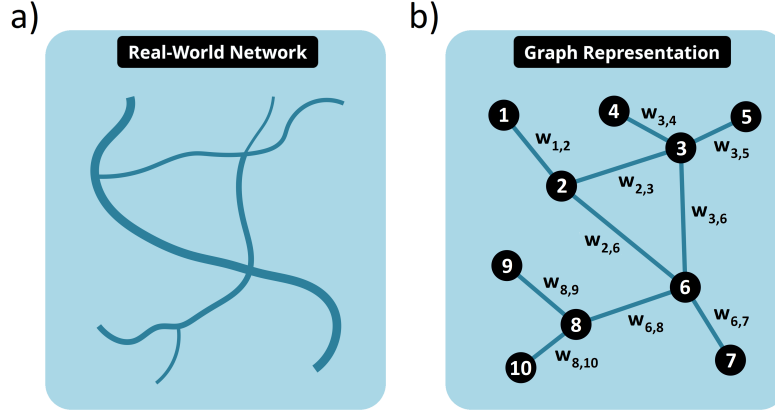 a)
Real-World Network
b)
Graph Representation
1
4
w3,4
5
w1,2
3
w3,5
2
w2,3
w3,6
w2,6
9
w8,9
6
8
w6,8
w6,7
10
w8,10
7